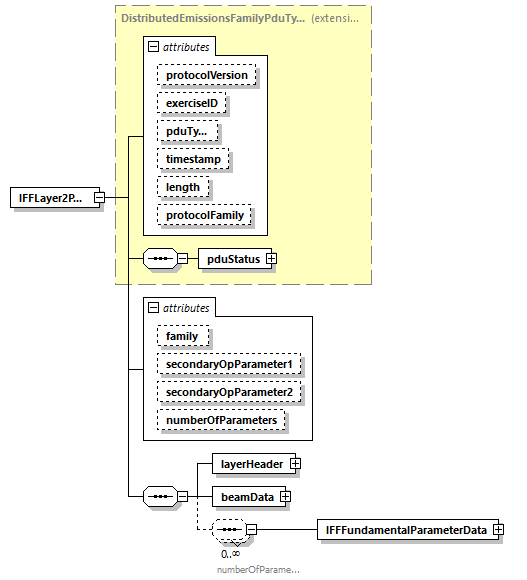 DistributedEmissionsFamilyPduTy... (extensi...
attributes
protocolVersion
exerciseID
pduTy...
timestamp
length
protocolFamily
IFFLayer2P...
pduStatus
attributes
family
secondaryOpParameter1
secondaryOpParameter2
numberOfParameters
layerHeader
beamData
IFFFundamentalParameterData
0..∞
numberOfParame...